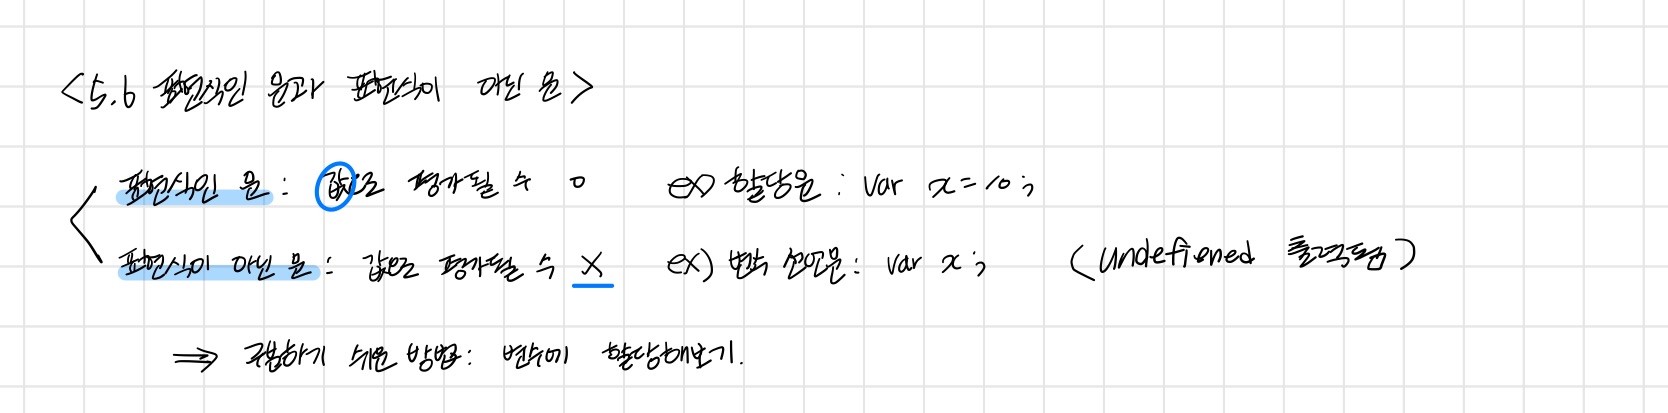 <5.6 표현식인 문과 표현식이 아닌 문>
표현식인 문 : 값으로 평가될 수 o ex) 할당문 : var x = 10 ;
표현식이 아닌 문 : 값으로 평가될 수 X ex) 변수 선언문 : var x ; (undefined 출력됨)
⇒ 구분하기 쉬운 방법 : 변수에 할당해보기.